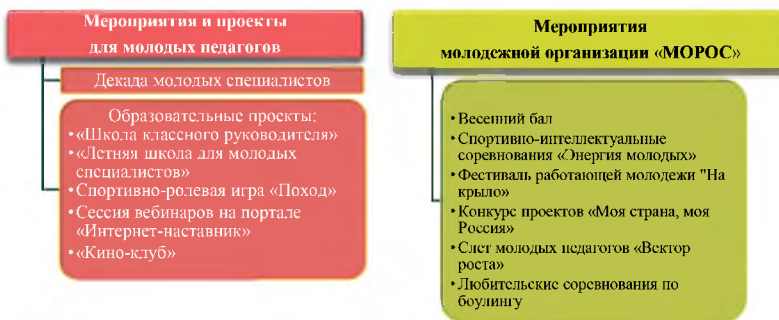 Мероприятия и проекты
для молодых педагогов
Декада молодых специалистов
Образовательные проекты:
•«Школа классного руководителя»
•«Летняя школа для молодых
специалистов»
•Спортивно-ролевая игра «Поход»
•Сессия вебинаров на портале
«Интернет-наставник»
•«Кино-клуб»
Мероприятия
молодежной организации «МОРОС»
•Весенний бал
•Спортивно-интеллектуальные
соревнования «Энергия молодых»
•Фестиваль работающей молодежи "На
крыло»
•Конкурс проектов «Моя страна, моя
Россия»
•Слет молодых педагогов «Вектор
роста»
•Любительские соревнования по
боулингу